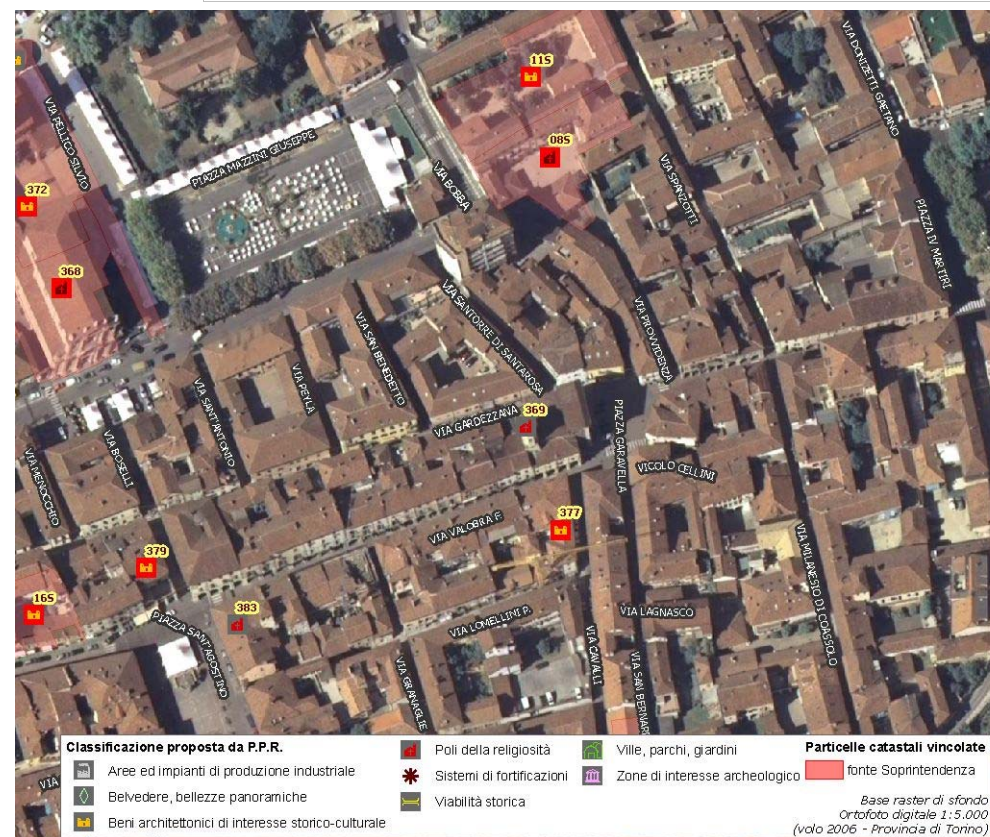 11S
08S
VIA DONIZETTI GAETANO
VIA PELLICO SILVIO
PIAZZA MAZZINI GIUSEPPE
VIA BOBBA
VIA SPANZOTTI
372
PIAZZA IV MARTIRI
368
VIA SAN BENEDETTO
VIA SANTORRE DI SANTAROSA
VIA PROVVIDENZA
VIA PEYLA
VIA SANT'ANTONIO
369
VIA GARDEZZANA
PIAZZA GARAVELLA
VIA BOSELLI
VIA MENOCCHIO
VICOLO CELLINI
377
VIA VALOBRA F.
379
VIA MILANESIO DI COASSOLO
16S
383
PIAZZA SANT'AGOSTINO
VIA LOMELLINI P.
VIA LAGNASCO
VIA GRANAGLIE
VIA CAVALLI
VIA SAN BERNAR
VIA
Classificazione proposta da P.P.R.
Aree ed impianti di produzione industriale
Belvedere, bellezze panoramiche
Beni architettonici di interesse storico-culturale
Poli della religiosità
Sistemi di fortificazioni
Viabilità storica
Ville, parchi, giardini
Zone di interesse archeologico
Particelle catastali vincolate
fonte Soprintendenza
Base raster di sfondo
Ortofoto digitale 1:5.000
(volo 2006 - Provincia di Torino)